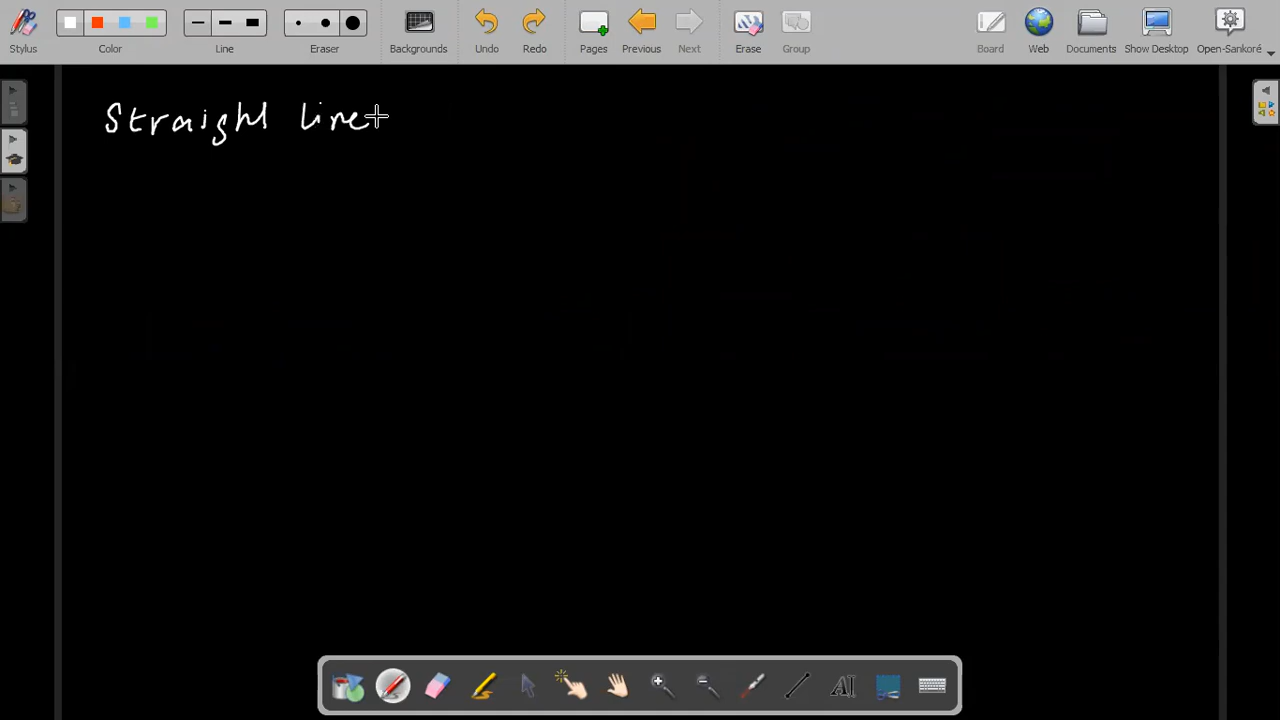 Stylus Color Line Eraser Backgrounds Undo Redo Pages Previous Next Erase Group Board Web Documents Show Desktop Open-Sankoré
Straight line